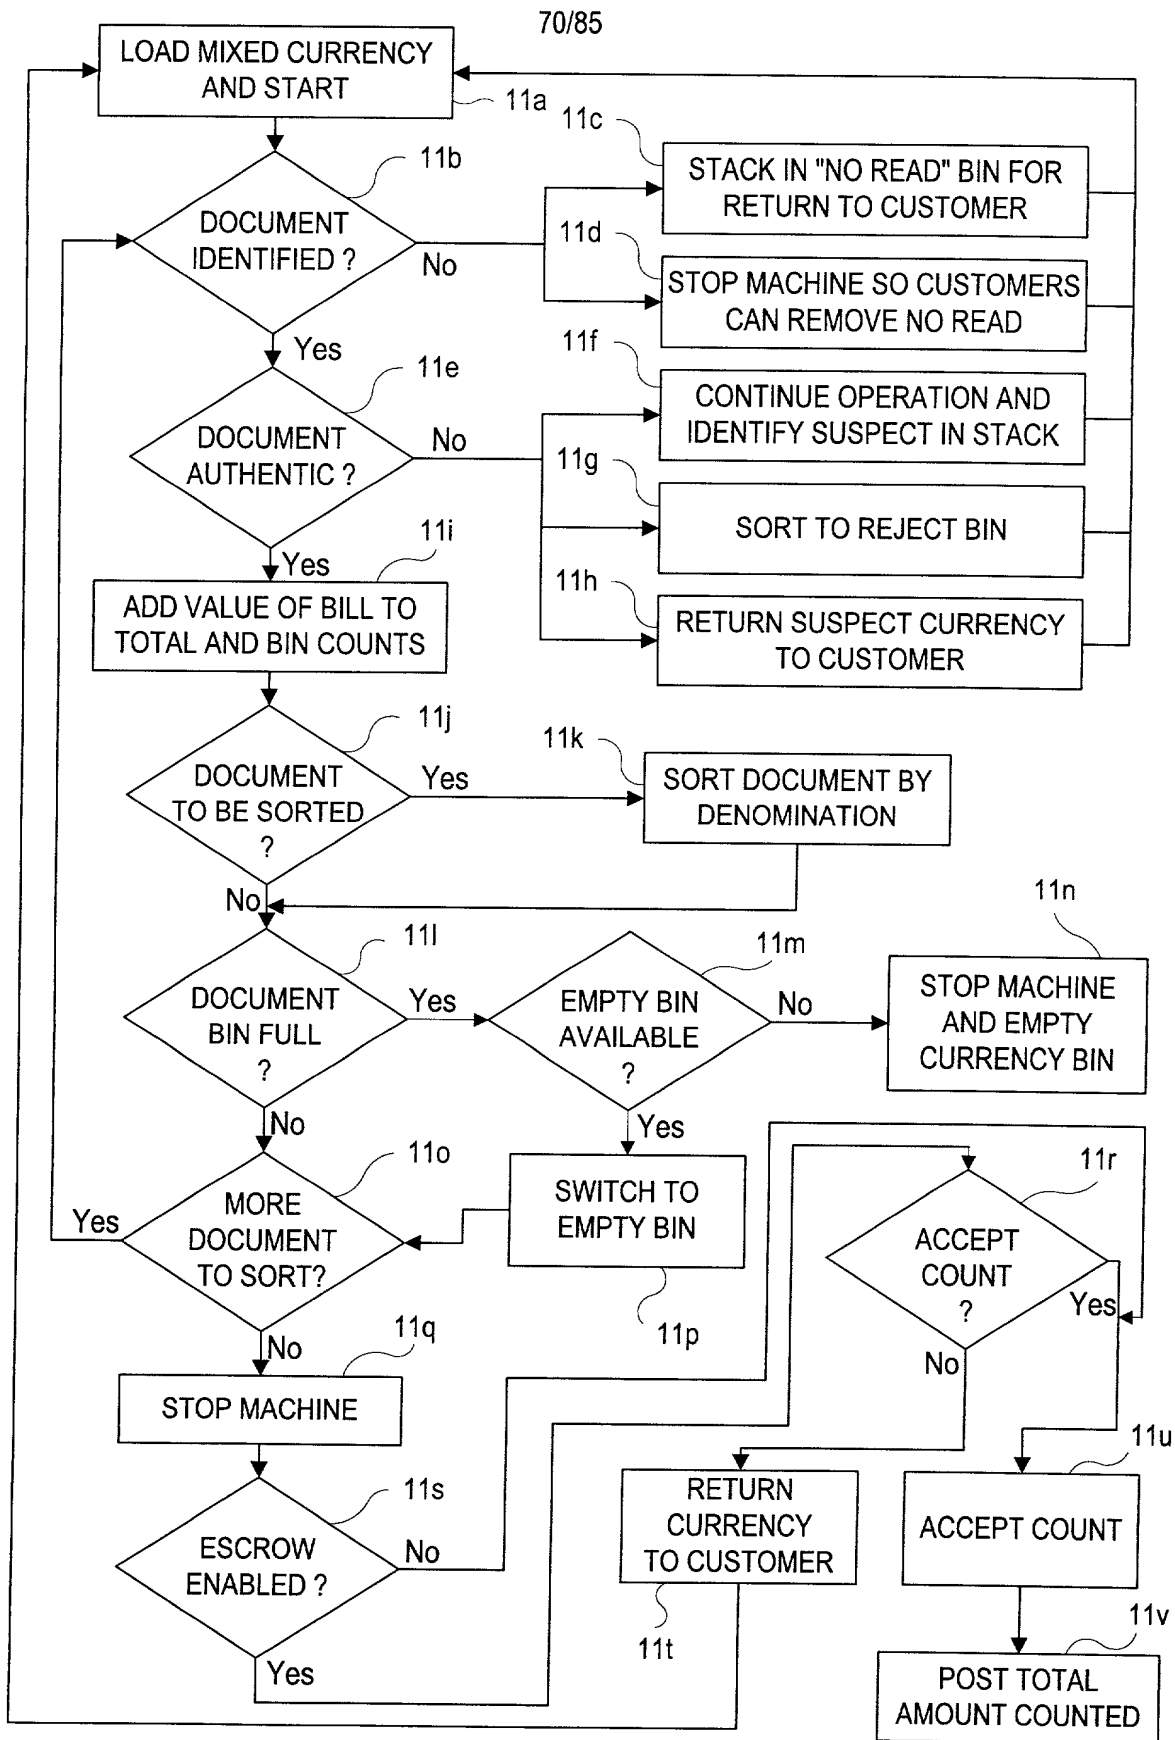 70/85
LOAD MIXED CURRENCY
AND START
11a
11b
DOCUMENT
IDENTIFIED ?
No
Yes
11c
STACK IN "NO READ" BIN FOR
RETURN TO CUSTOMER
11d
STOP MACHINE SO CUSTOMERS
CAN REMOVE NO READ
11e
DOCUMENT
AUTHENTIC ?
No
Yes
11f
CONTINUE OPERATION AND
IDENTIFY SUSPECT IN STACK
11g
SORT TO REJECT BIN
11h
RETURN SUSPECT CURRENCY
TO CUSTOMER
11i
ADD VALUE OF BILL TO
TOTAL AND BIN COUNTS
11j
DOCUMENT
TO BE SORTED
?
Yes
No
11k
SORT DOCUMENT BY
DENOMINATION
11l
DOCUMENT
BIN FULL
?
Yes
No
11m
EMPTY BIN
AVAILABLE
?
No
Yes
11n
STOP MACHINE
AND EMPTY
CURRENCY BIN
11o
MORE
DOCUMENT
TO SORT?
Yes
No
SWITCH TO
EMPTY BIN
11p
11r
ACCEPT
COUNT
?
Yes
No
11q
STOP MACHINE
11s
ESCROW
ENABLED ?
No
Yes
RETURN
CURRENCY
TO CUSTOMER
11t
11u
ACCEPT COUNT
11v
POST TOTAL
AMOUNT COUNTED